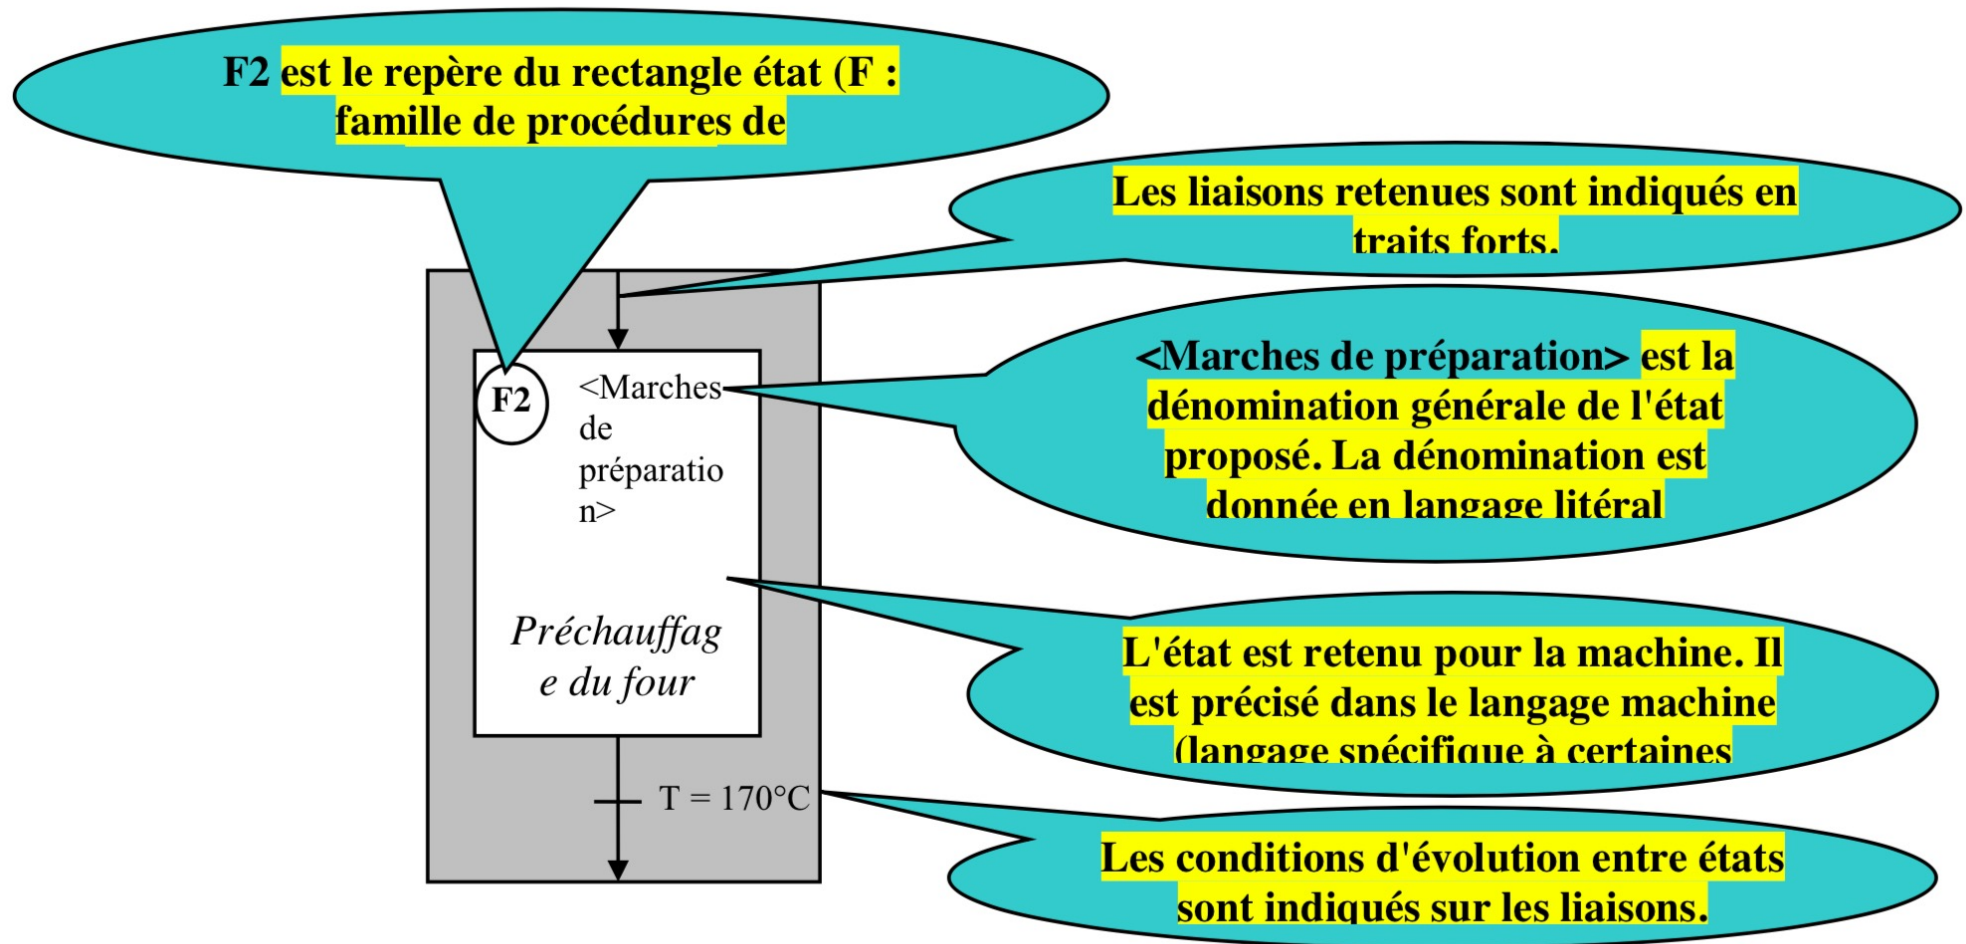 F2 est le repère du rectangle état (F :
famille de procédures de
Les liaisons retenues sont indiqués en
traits forts.
F2
<Marches
de
préparatio
n>
<Marches de préparation> est la
dénomination générale de l'état
proposé. La dénomination est
donnée en langage litéral
Préchauffag
e du four
L'état est retenu pour la machine. Il
est précisé dans le langage machine
(langage spécifique à certaines
T = 170°C
Les conditions d'évolution entre états
sont indiqués sur les liaisons.